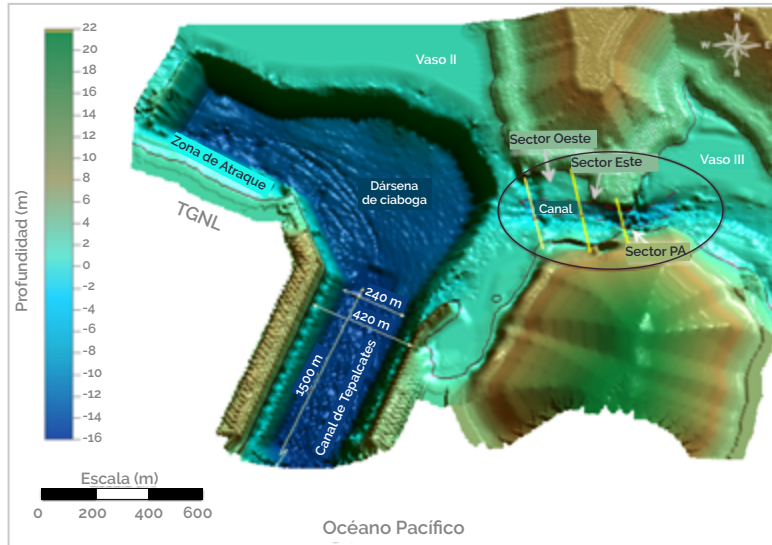 22
20
18
16
14
12
10
8
6
4
2
0
-2
-4
-6
-8
-10
-12
-14
-16
Profundidad (m)
N
W
E
S
Vaso II
Sector Oeste
Sector Este
Vaso III
Zona de Atraque
Dársena
de ciaboga
TGNL
Canal
Sector PA
240 m
420 m
1500 m
Canal de Tepalcates
Escala (m)
0
200
400
600
Océano Pacífico